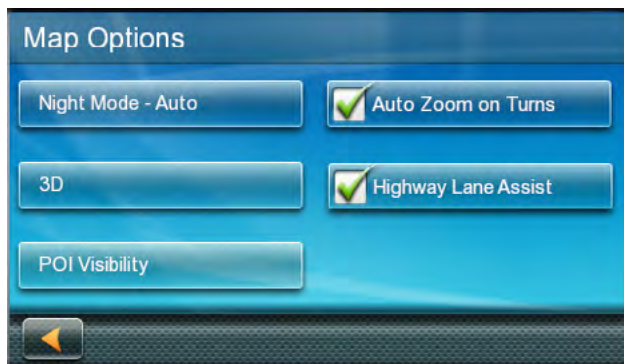 Map Options
Night Mode - Auto
Auto Zoom on Turns
3D
Highway Lane Assist
POI Visibility